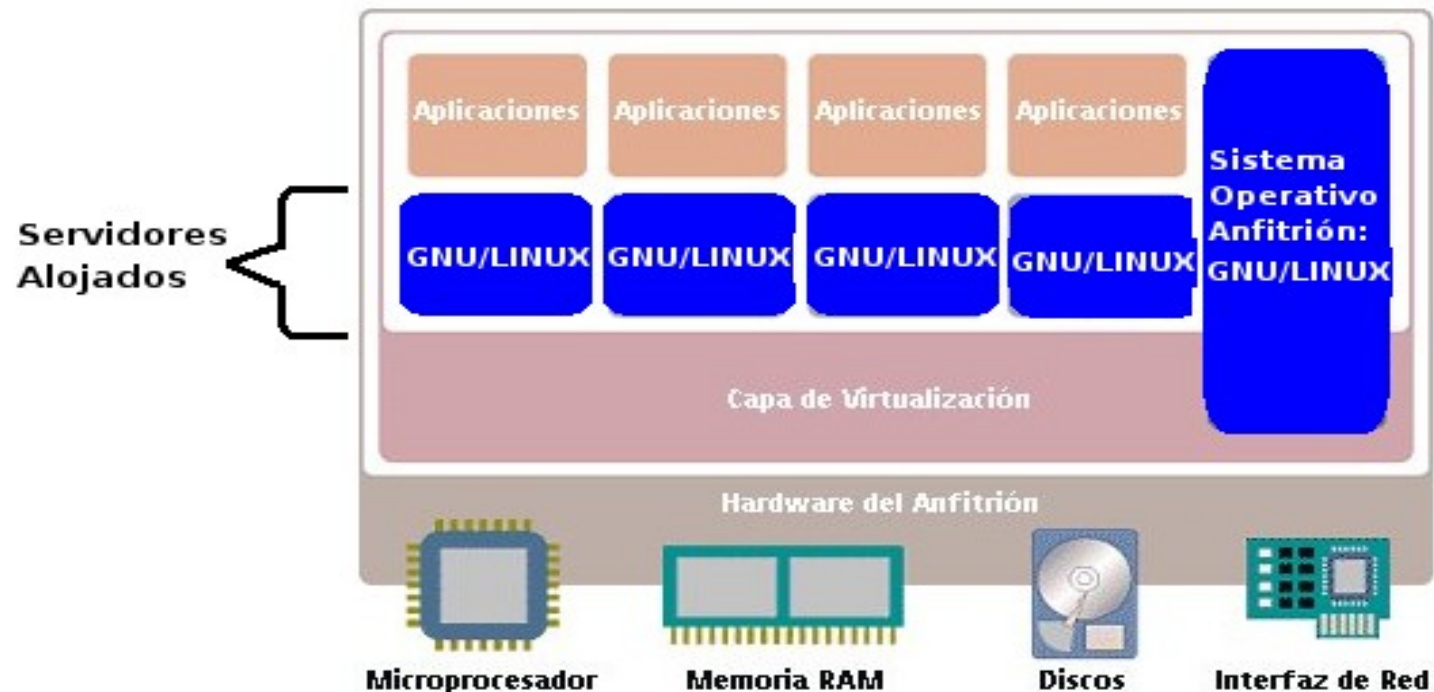 Aplicaciones Aplicaciones Aplicaciones Aplicaciones
Servidores
Alojados
GNU/LINUX GNU/LINUX GNU/LINUX GNU/LINUX
Sistema
Operativo
Anfitrión:
GNU/LINUX
Capa de Virtualización
Hardware del Anfitrión
Microprocesador Memoria RAM Discos Interfaz de Red